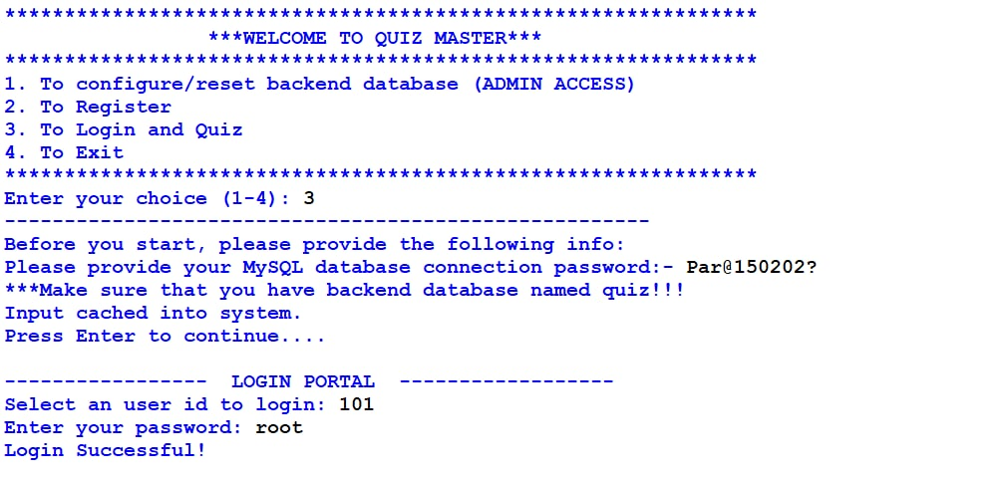 ***************************************************************
***WELCOME TO QUIZ MASTER***
***************************************************************
1. To configure/reset backend database (ADMIN ACCESS)
2. To Register
3. To Login and Quiz
4. To Exit
***************************************************************
Enter your choice (1-4): 3
------------------------------------------------------
Before you start, please provide the following info:
Please provide your MySQL database connection password:- Par@150202?
***Make sure that you have backend database named quiz!!!
Input cached into system.
Press Enter to continue....
-----------------  LOGIN PORTAL  ------------------
Select an user id to login: 101
Enter your password: root
Login Successful!